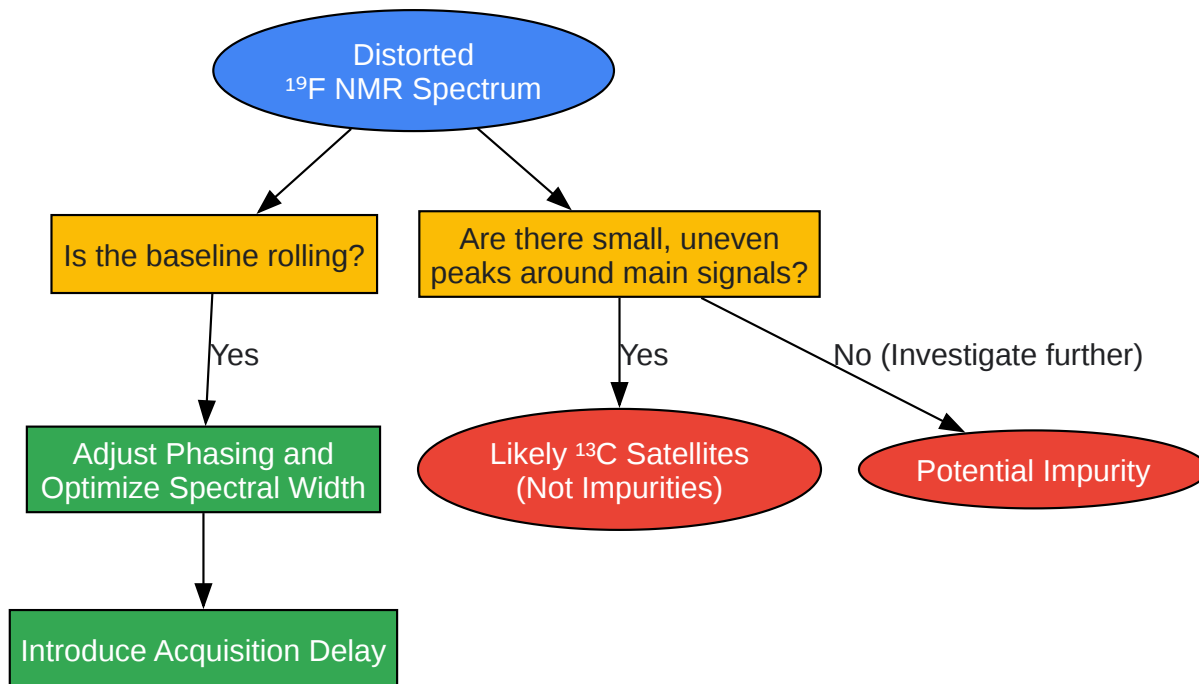 Distorted
¹⁹F NMR Spectrum
Is the baseline rolling?
Are there small, uneven
peaks around main signals?
Yes
Yes
No (Investigate further)
Adjust Phasing and
Optimize Spectral Width
Likely ¹³C Satellites
(Not Impurities)
Potential Impurity
Introduce Acquisition Delay